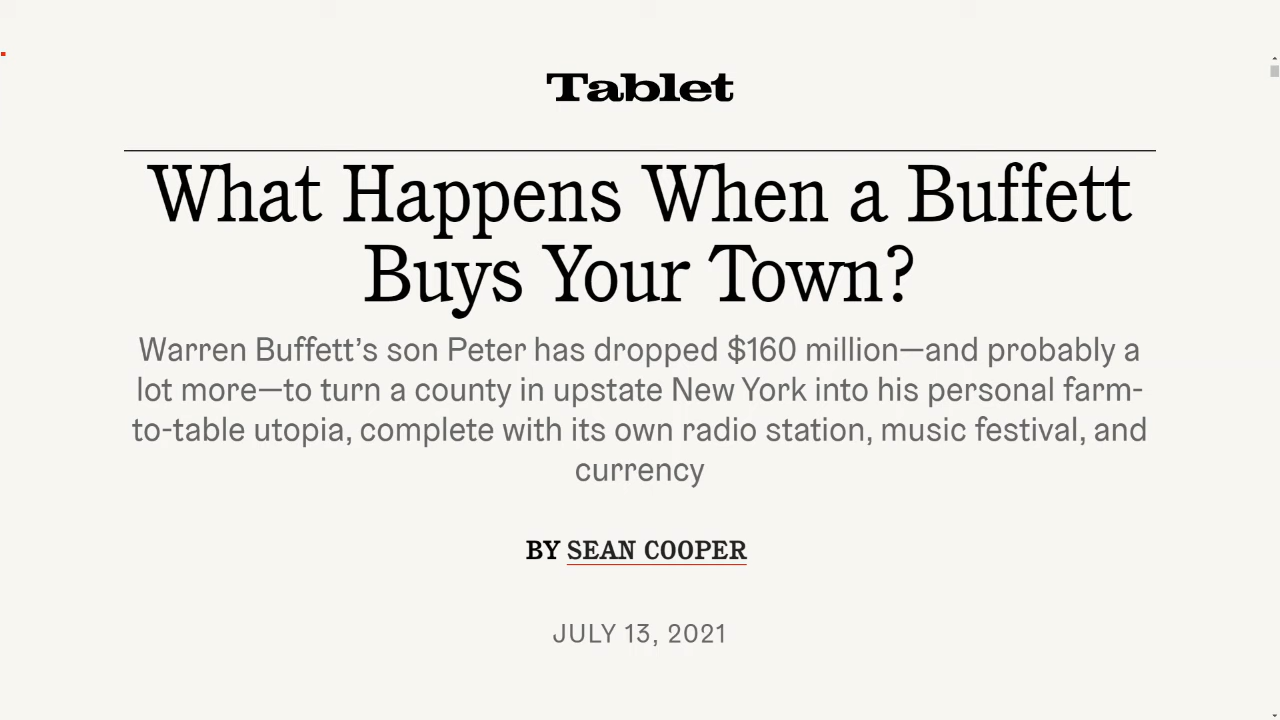 Tablet
What Happens When a Buffett
Buys Your Town?
Warren Buffett’s son Peter has dropped $160 million—and probably a
lot more—to turn a county in upstate New York into his personal farm-
to-table utopia, complete with its own radio station, music festival, and
currency
BY SEAN COOPER
JULY 13, 2021